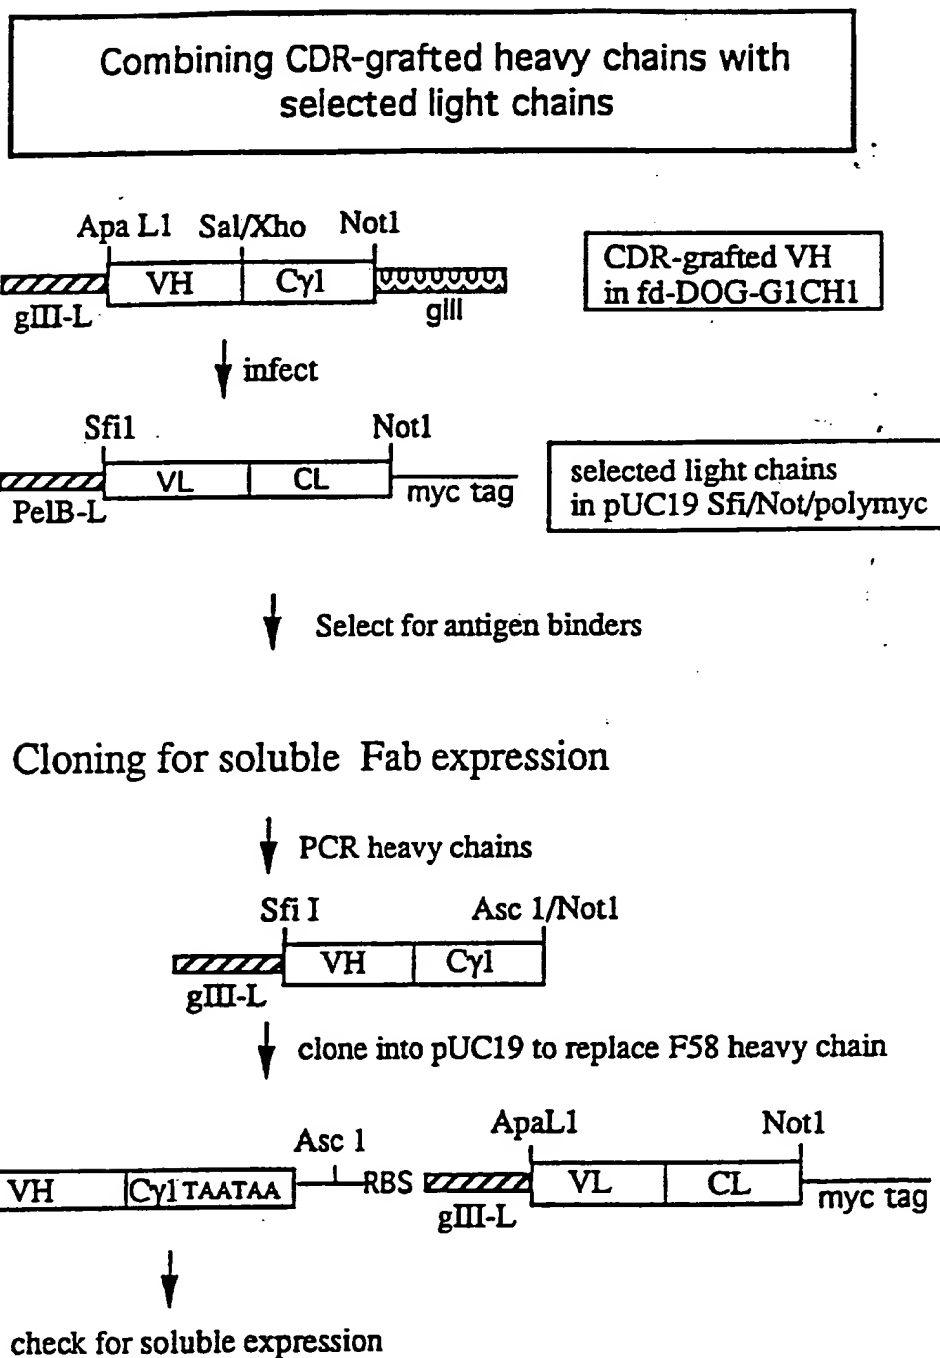 Combining CDR-grafted heavy chains with
selected light chains
Apa L1 Sal/Xho Not1
VH Cγ1
gIII-L gIII
CDR-grafted VH
in fd-DOG-G1CH1
infect
Sfi1 Not1
VL CL
PelB-L myc tag
selected light chains
in pUC19 Sfi/Not/polymyc
Select for antigen binders
Cloning for soluble Fab expression
PCR heavy chains
Sfi I Asc 1/Not1
VH Cγ1
gIII-L
clone into pUC19 to replace F58 heavy chain
Asc 1 ApaL1 Not1
VH Cγ1 TAATAA RBS VL CL
gIII-L myc tag
check for soluble expression